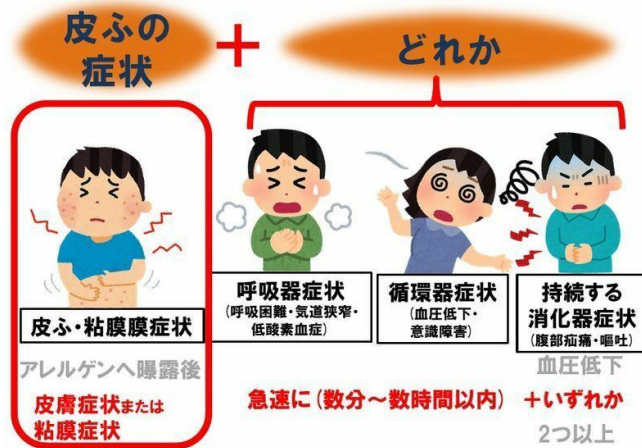 皮ふの
症状
+
どれか
皮ふ・粘膜膜症状
呼吸器症状
(呼吸困難・気道狭窄・
低酸素血症)
循環器症状
(血圧低下・
意識障害)
持続する
消化器症状
(腹部疝痛・嘔吐)
アレルゲンへ曝露後
皮膚症状または
粘膜症状
急速に(数分～数時間以内)
血圧低下
+いずれか
2つ以上